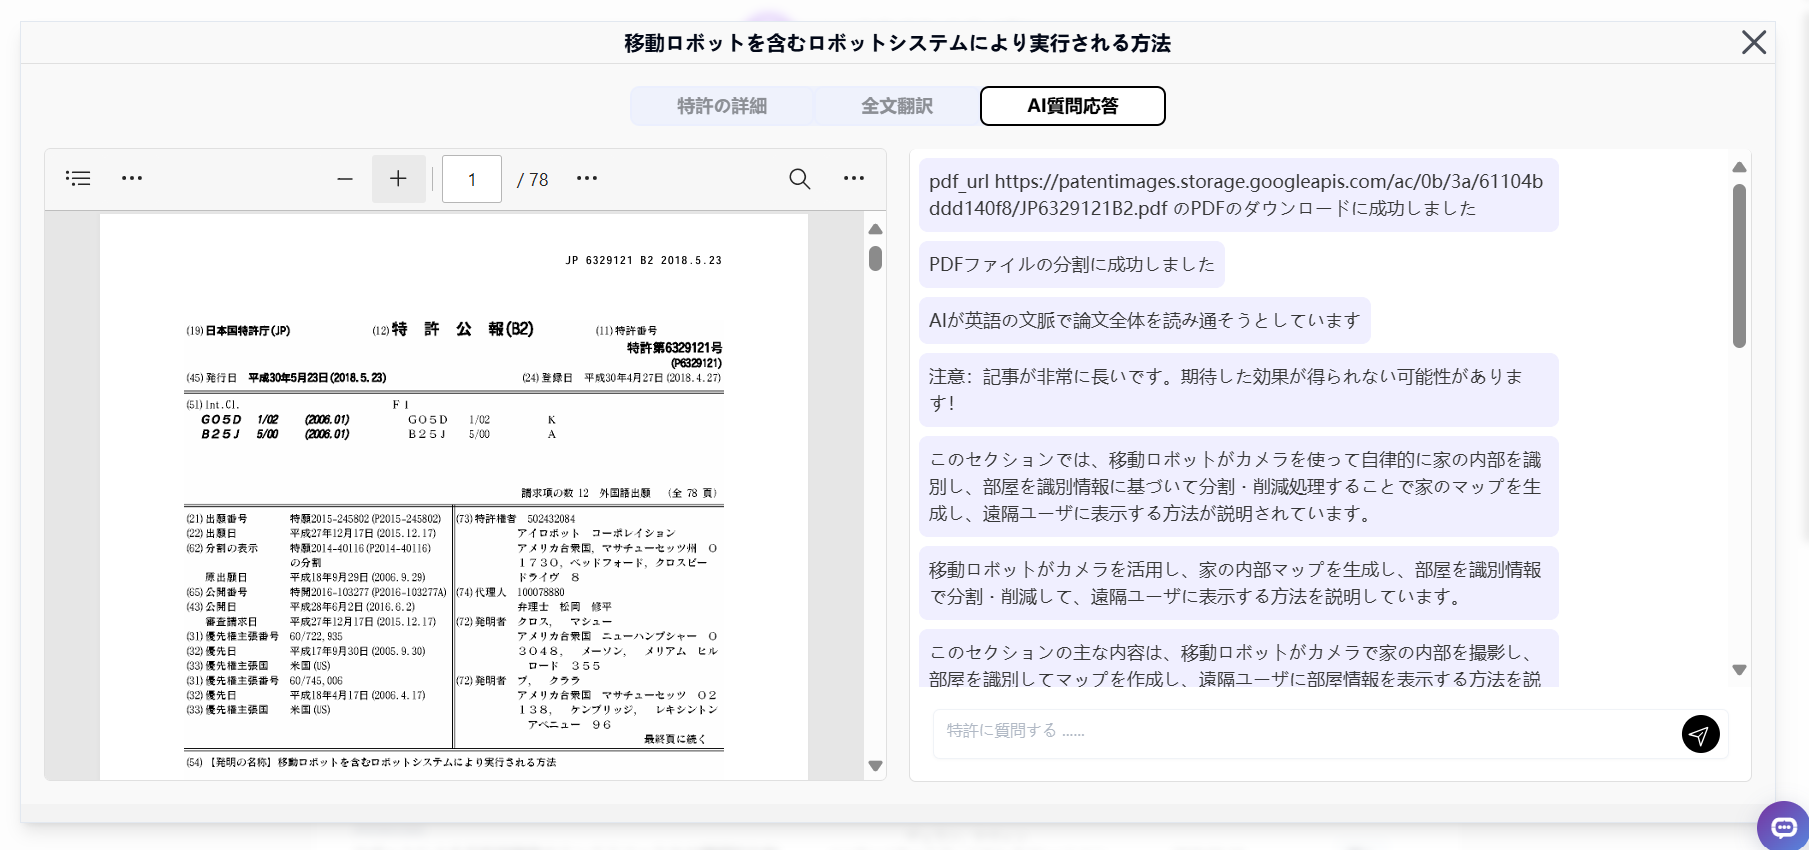 移動ロボットを含むロボットシステムにより実行される方法
特許の詳細
全文翻訳
AI質問応答
1
/ 78
JP 6329121 B2 2018.5.23
(19)日本国特許庁(JP)
(12)特 許 公 報(B2)
(11)特許番号
特許第6329121号
(P6329121)
(45)発行日 平成30年5月23日(2018.5.23)
(24)登録日 平成30年4月27日(2018.4.27)
(51)Int.Cl.
F I
G05D 1/02 (2006.01)
G05D 1/02 K
B25J 5/00 (2006.01)
B25J 5/00 A
請求項の数 12 外国語出願 (全 78 頁)
(21)出願番号 特願2015-245802(P2015-245802)
(22)出願日 平成27年12月17日(2015.12.17)
(62)分割の表示 特願2014-40116(P2014-40116)
の分割
原出願日 平成18年9月29日(2006.9.29)
(65)公開番号 特開2016-103277(P2016-103277A)
(43)公開日 平成28年6月2日(2016.6.2)
審査請求日 平成27年12月17日(2015.12.17)
(31)優先権主張番号 60/722,935
(32)優先日 平成17年9月30日(2005.9.30)
(33)優先権主張国 米国(US)
(31)優先権主張番号 60/745,006
(32)優先日 平成18年4月17日(2006.4.17)
(33)優先権主張国 米国(US)
(73)特許権者 502432084
アイロボット コーポレイション
アメリカ合衆国, マサチューセッツ州 0
1730, ベッドフォード, クロスビー
ドライヴ 8
(74)代理人 100078880
弁理士 松岡 修平
(72)発明者 クロス, マシュー
アメリカ合衆国 ニューハンプシャー 0
3048, メーソン, メリアム ヒル
ロード 355
(72)発明者 ブ, クララ
アメリカ合衆国 マサチューセッツ 02
138, ケンブリッジ, レキシントン
アベニュー 96
最終頁に続く
(54)【発明の名称】移動ロボットを含むロボットシステムにより実行される方法
pdf_url https://patentimages.storage.googleapis.com/ac/0b/3a/61104b
ddd140f8/JP6329121B2.pdf のPDFのダウンロードに成功しました
PDFファイルの分割に成功しました
AIが英語の文脈で論文全体を読み通そうとしています
注意：記事が非常に長いです。期待した効果が得られない可能性がありま
す！
このセクションでは、移動ロボットがカメラを使って自律的に家の内部を識
別し、部屋を識別情報に基づいて分割・削減処理することで家のマップを生
成し、遠隔ユーザに表示する方法が説明されています。
移動ロボットがカメラを活用し、家の内部マップを生成し、部屋を識別情報
で分割・削減して、遠隔ユーザに表示する方法を説明しています。
このセクションの主な内容は、移動ロボットがカメラで家の内部を撮影し、
部屋を識別してマップを作成し、遠隔ユーザに部屋情報を表示する方法を説
特許に質問する ......